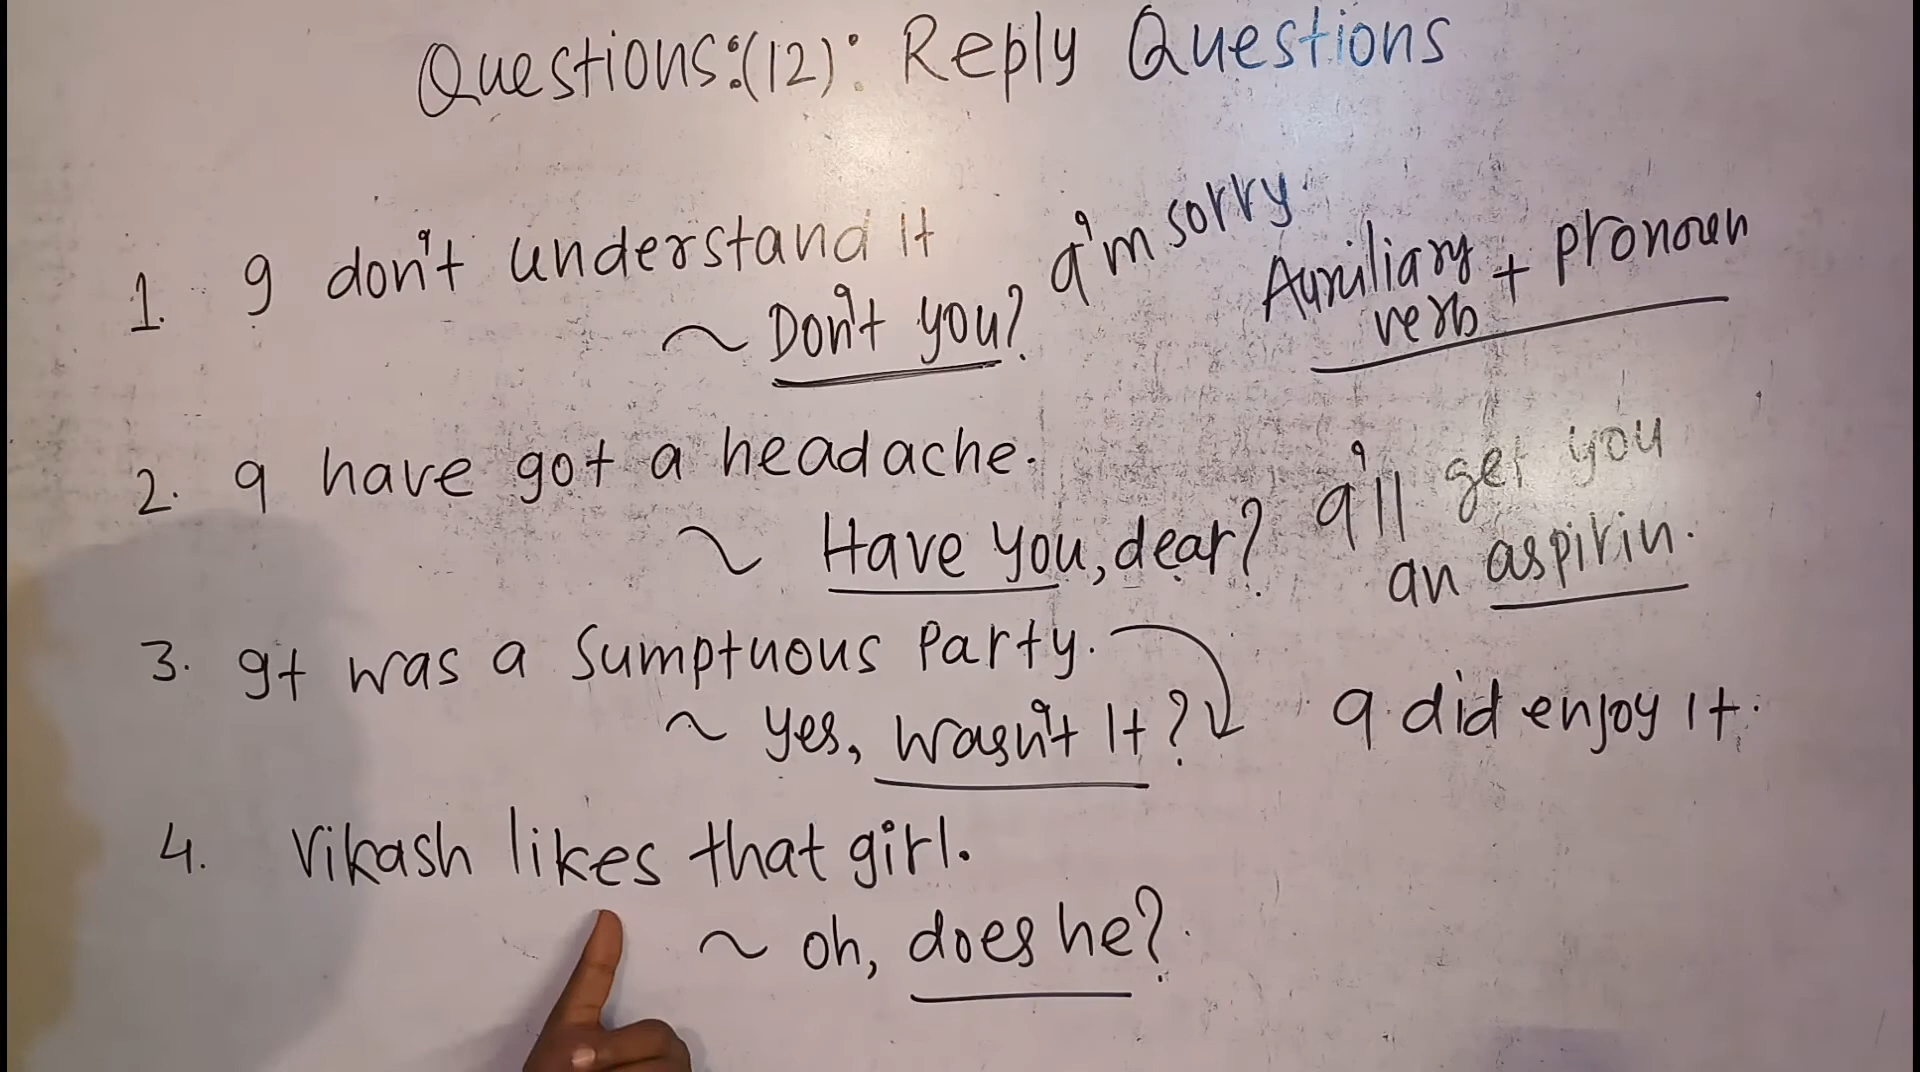 Questions:(12): Reply Questions
1. I don't understand it
~ Don't you? I'm sorry.
Auxiliary verb + pronoun
2. I have got a headache.
~ Have you, dear? I'll get you
an aspirin.
3. It was a sumptuous party.
~ yes, wasn't it? I did enjoy it.
4. Vikash likes that girl.
~ oh, does he?